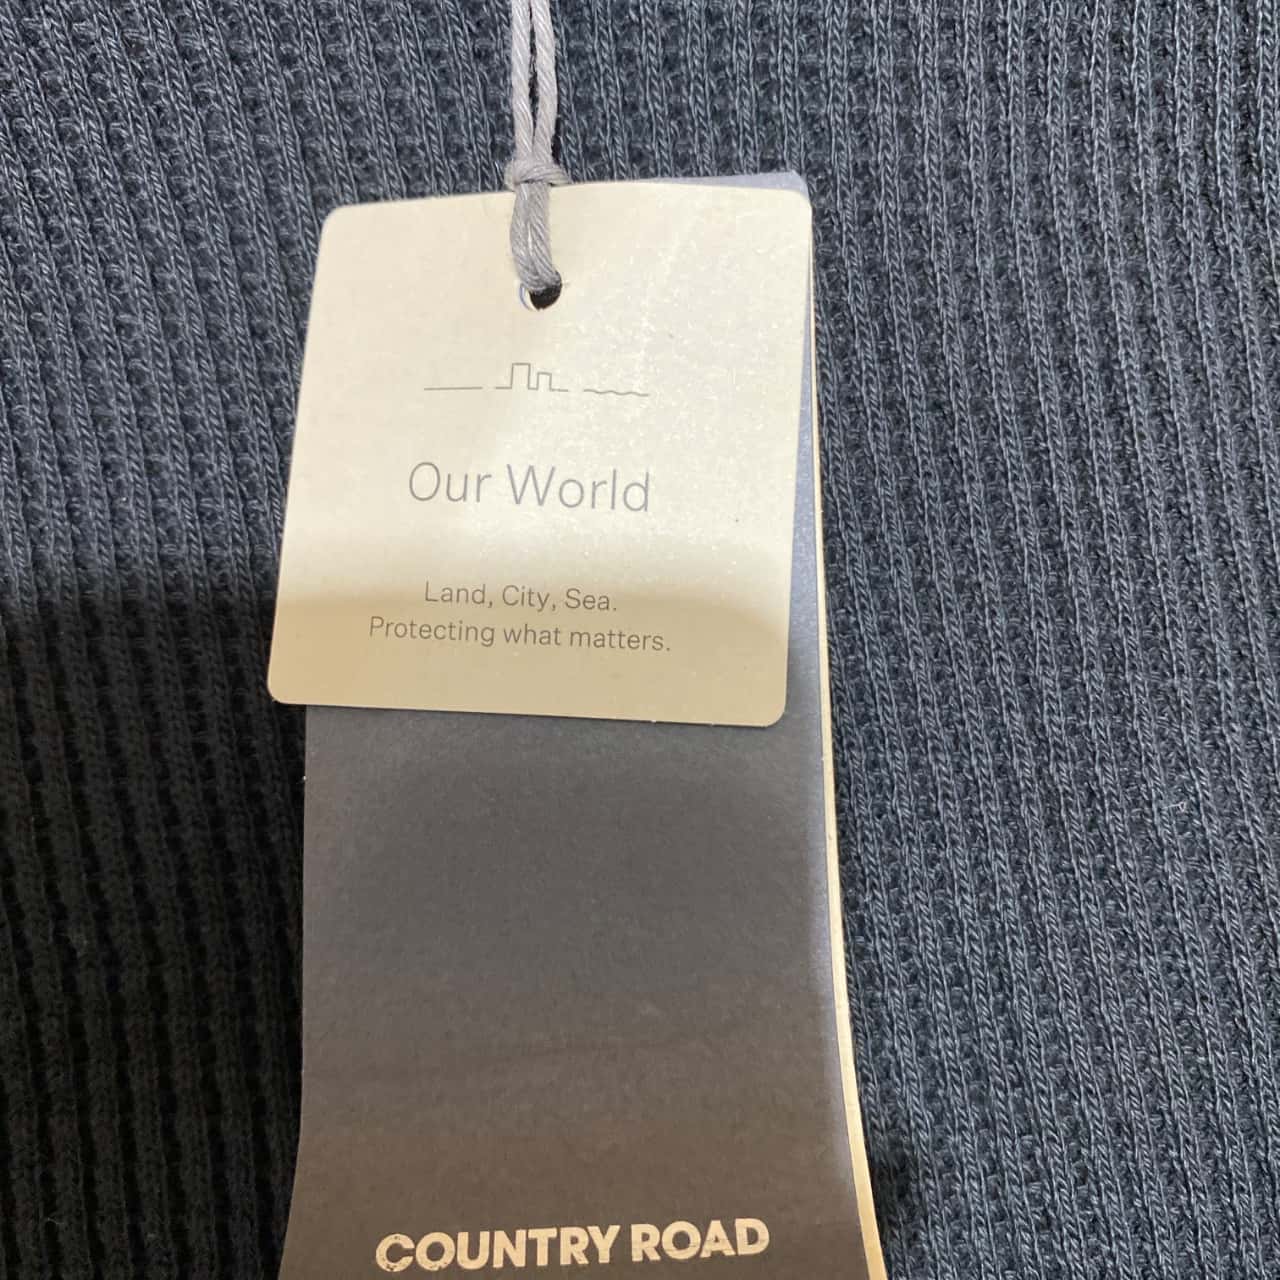 Our World
Land, City, Sea.
Protecting what matters.
COUNTRY ROAD